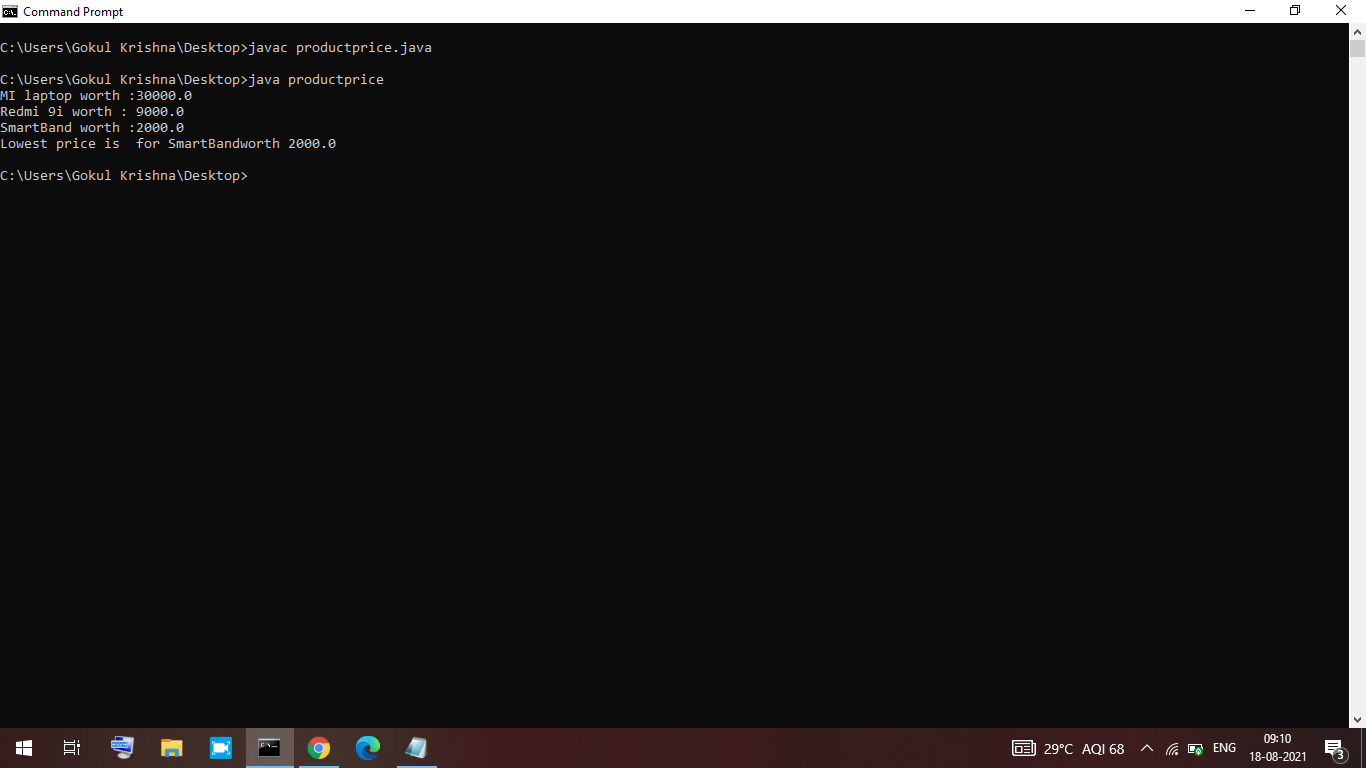 Command Prompt
C:\Users\Gokul Krishna\Desktop>javac productprice.java
C:\Users\Gokul Krishna\Desktop>java productprice
MI laptop worth :30000.0
Redmi 9i worth : 9000.0
SmartBand worth :2000.0
Lowest price is  for SmartBandworth 2000.0
C:\Users\Gokul Krishna\Desktop>
29°C AQI 68 ENG 09:10
18-08-2021
3